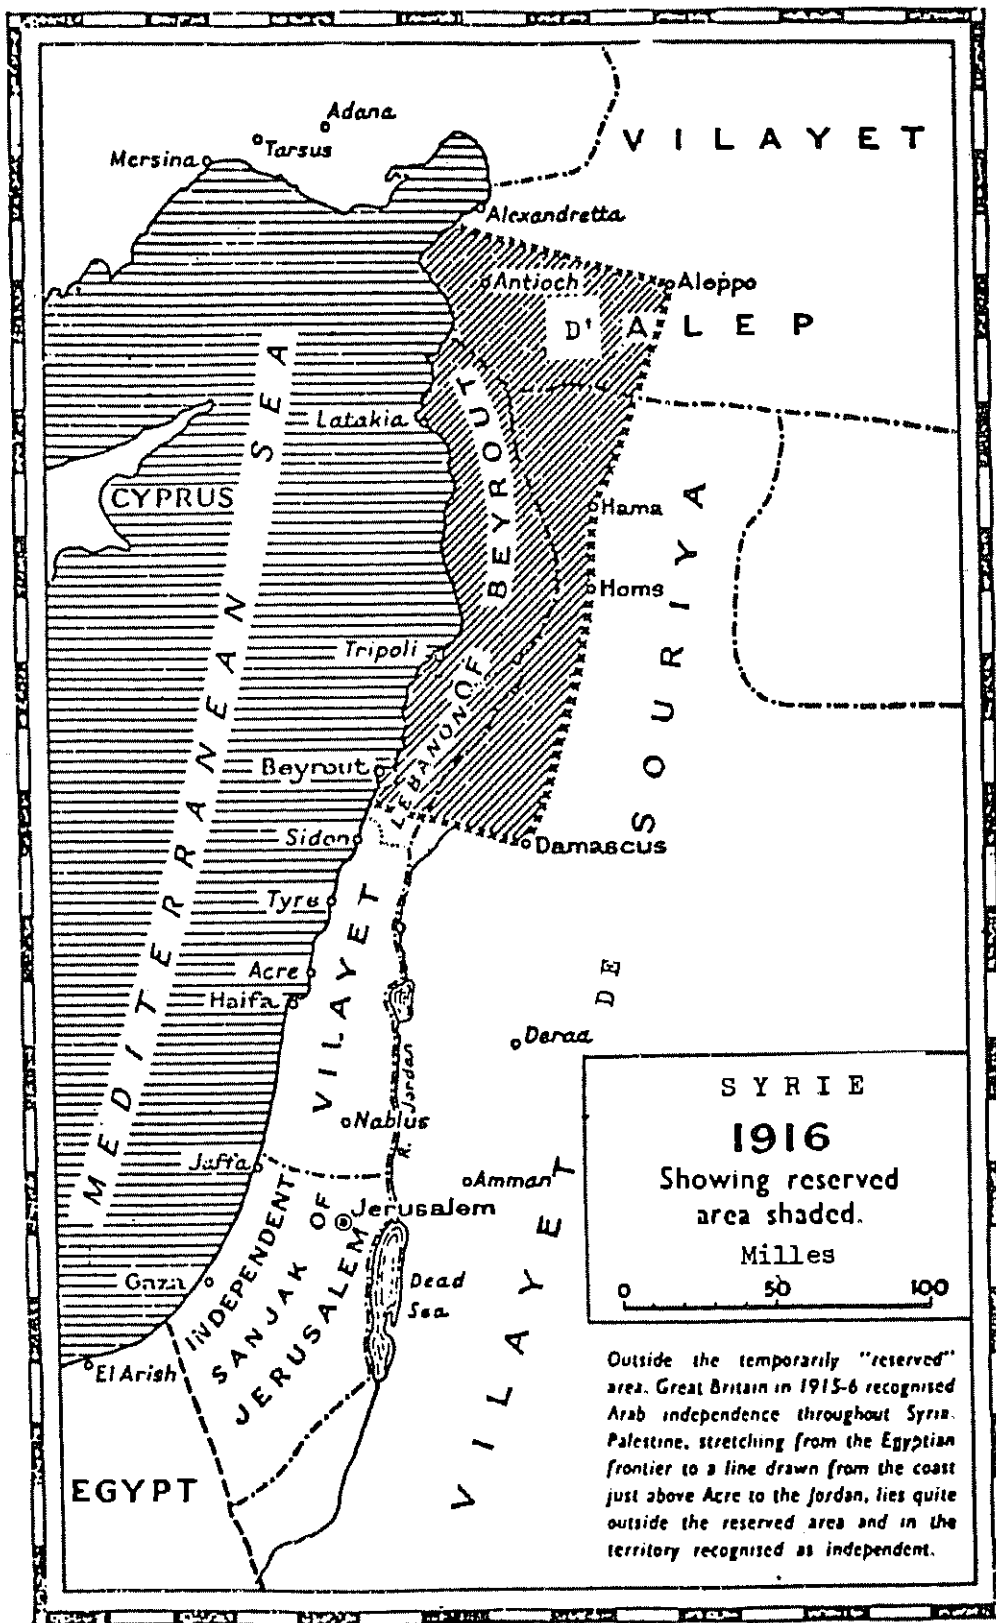 Adana
Tarsus
Mersina
VILAYET
Alexandretta
Antioch
Aleppo
D' ALEP
Latakia
BEYROUT
CYPRUS
Hama
Homs
SOURIYA
MEDITERRANEAN SEA
Tripoli
OF
LEBANON
Beyrout
Sidon
Damascus
Tyre
VILAYET
Acre
Haifa
DE
Deraa
R. Jordan
Nablus
Jaffa
Amman
Jerusalem
VILAYET
INDEPENDENT
SANJAK OF
JERUSALEM
Gaza
Dead
Sea
El Arish
EGYPT
SYRIE
1916
Showing reserved
area shaded.
Milles
0 50 100
Outside the temporarily "reserved"
area. Great Britain in 1915-6 recognised
Arab independence throughout Syria.
Palestine, stretching from the Egyptian
frontier to a line drawn from the coast
just above Acre to the Jordan, lies quite
outside the reserved area and in the
territory recognised as independent.